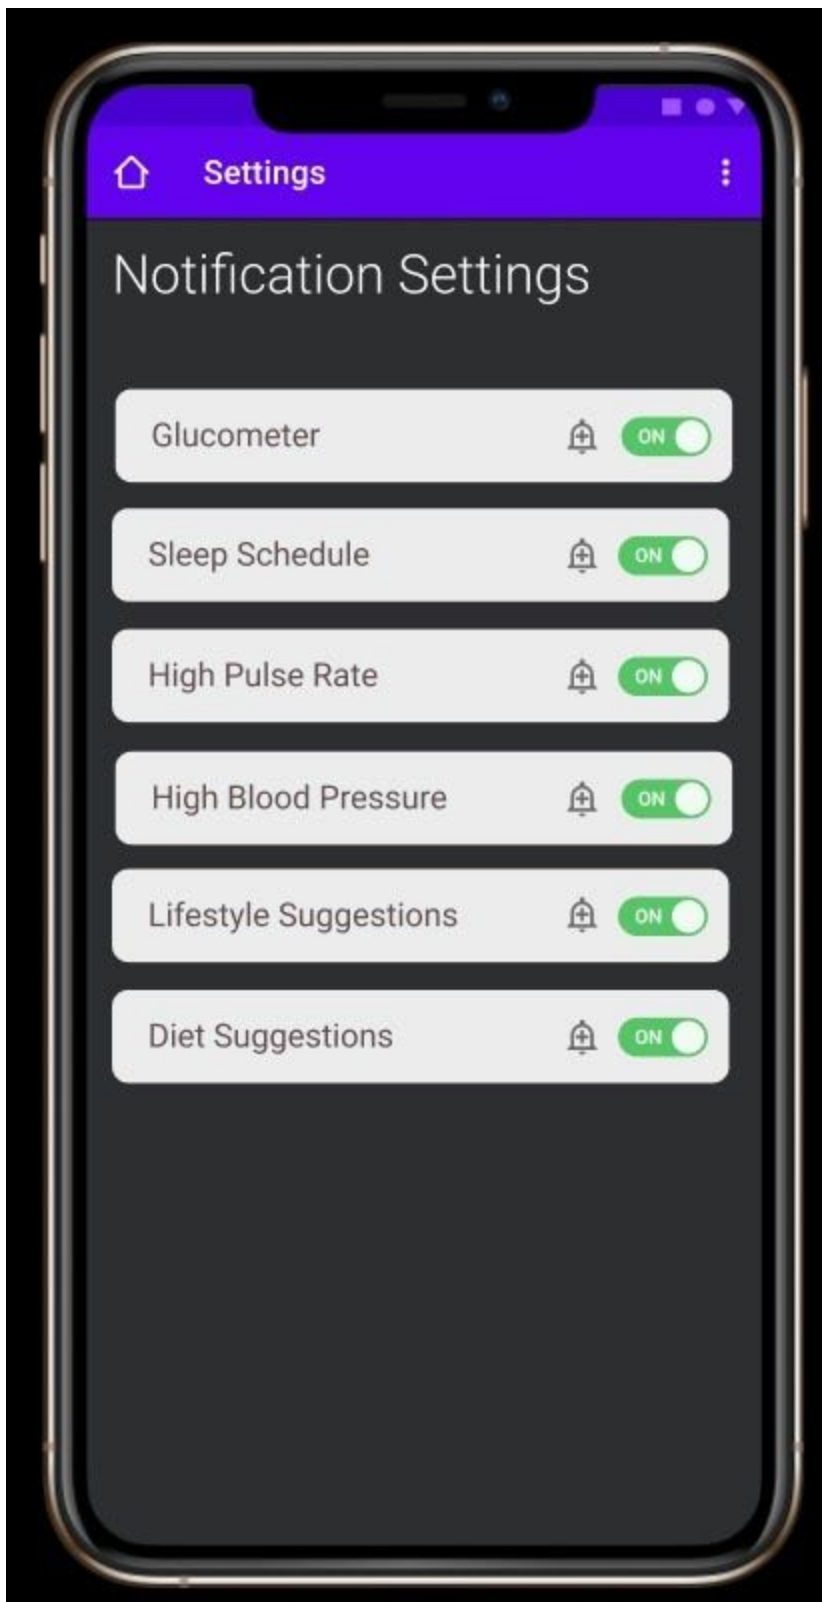 Settings
Notification Settings
Glucometer ON
Sleep Schedule ON
High Pulse Rate ON
High Blood Pressure ON
Lifestyle Suggestions ON
Diet Suggestions ON